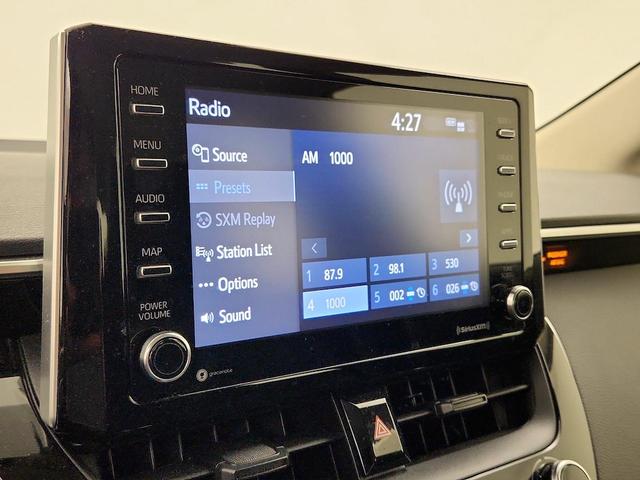 HOME
MENU
AUDIO
MAP
POWER
VOLUME
gracenote
Radio
4:27
Source
Presets
SXM Replay
Station List
Options
Sound
AM 1000
1 87.9
2 98.1
3 530
4 1000
5 002
6 026
SiriusXM